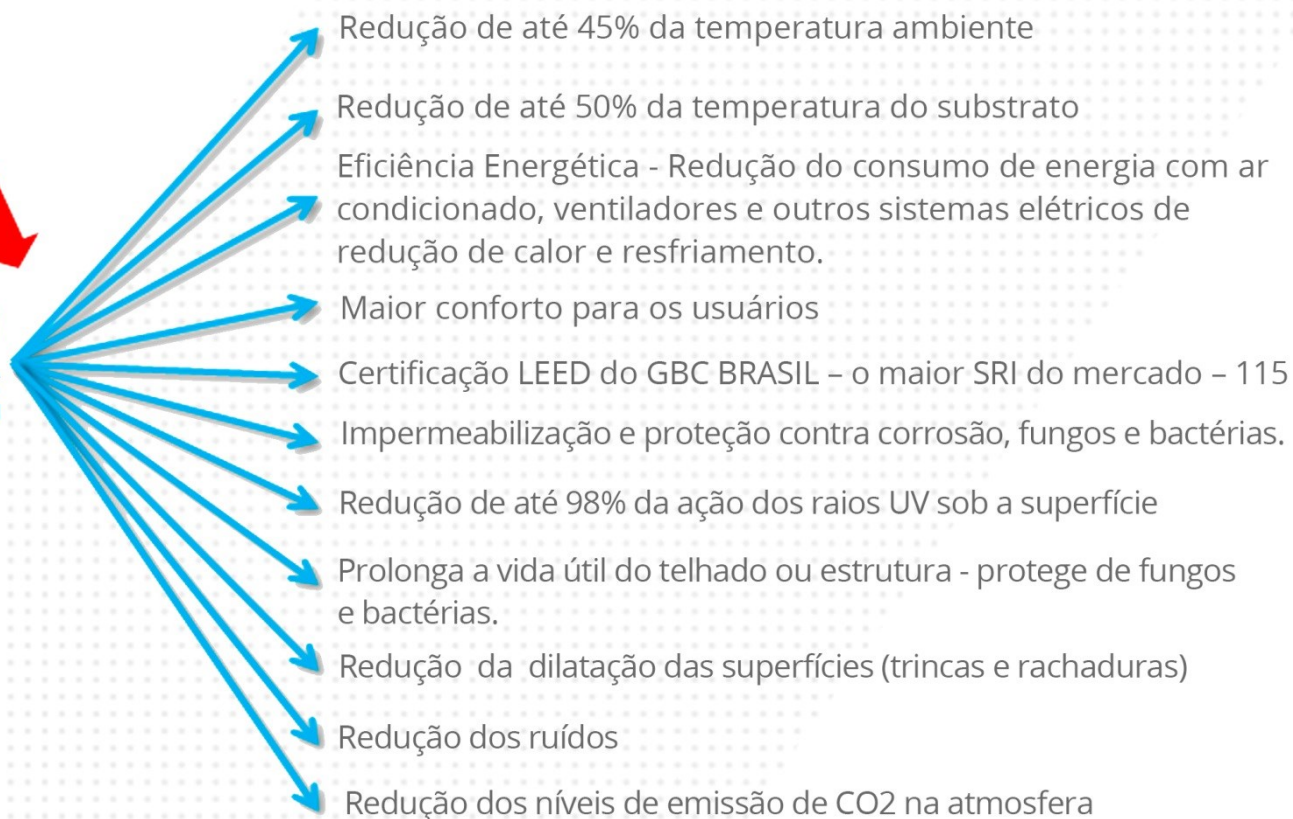 Redução de até 45% da temperatura ambiente
Redução de até 50% da temperatura do substrato
Eficiência Energética - Redução do consumo de energia com ar
condicionado, ventiladores e outros sistemas elétricos de
redução de calor e resfriamento.
Maior conforto para os usuários
Certificação LEED do GBC BRASIL – o maior SRI do mercado – 115
Impermeabilização e proteção contra corrosão, fungos e bactérias.
Redução de até 98% da ação dos raios UV sob a superfície
Prolonga a vida útil do telhado ou estrutura - protege de fungos
e bactérias.
Redução da dilatação das superfícies (trincas e rachaduras)
Redução dos ruídos
Redução dos níveis de emissão de CO2 na atmosfera